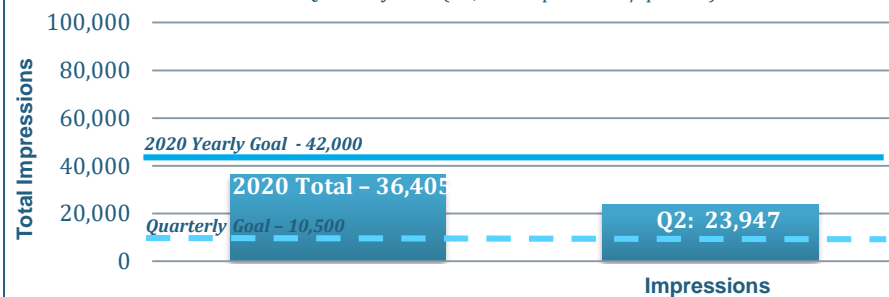 100,000
80,000
60,000
40,000
20,000
0
Total Impressions
2020 Yearly Goal - 42,000
2020 Total – 36,405
Quarterly Goal – 10,500
Q2: 23,947
Impressions